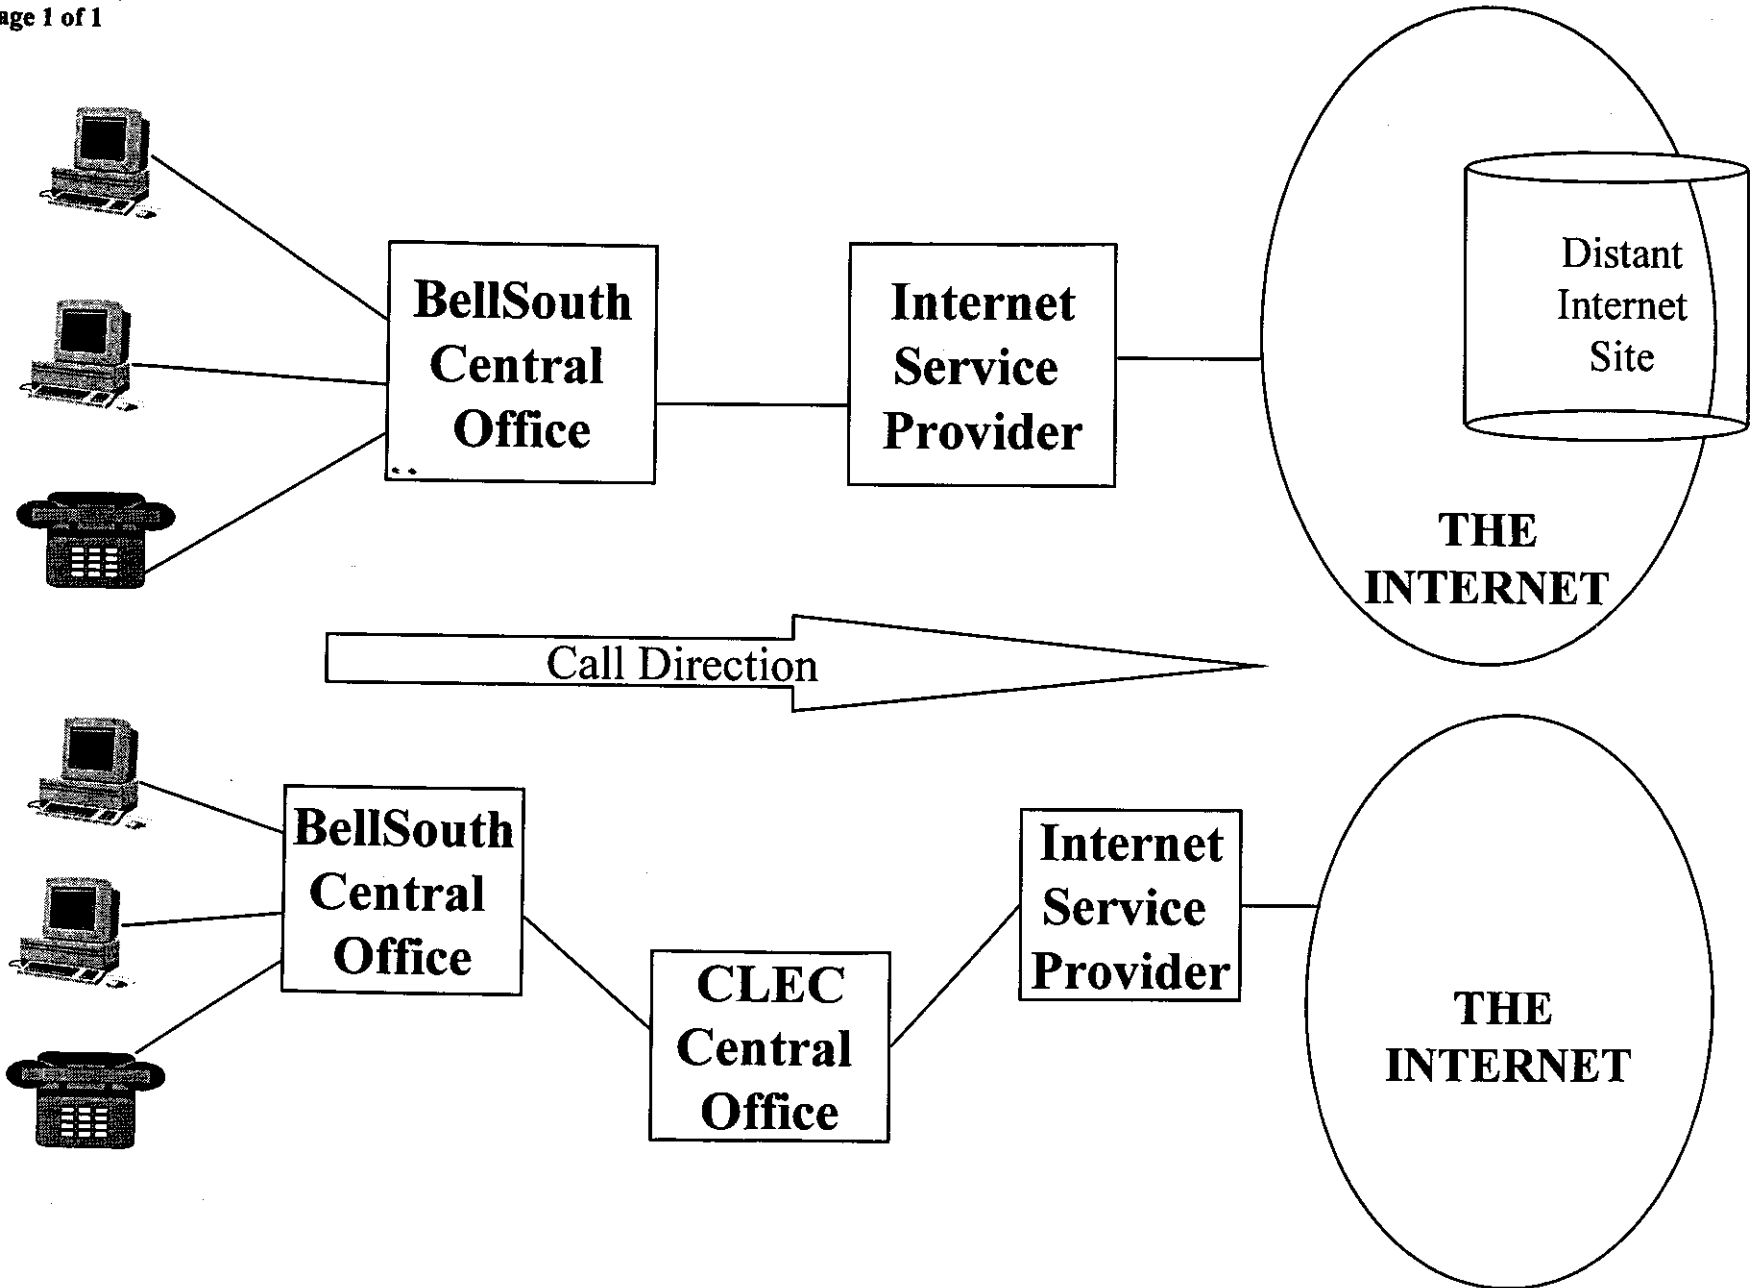 age 1 of 1
BellSouth
Central
Office
Internet
Service
Provider
Distant
Internet
Site
THE
INTERNET
Call Direction
BellSouth
Central
Office
CLEC
Central
Office
Internet
Service
Provider
THE
INTERNET